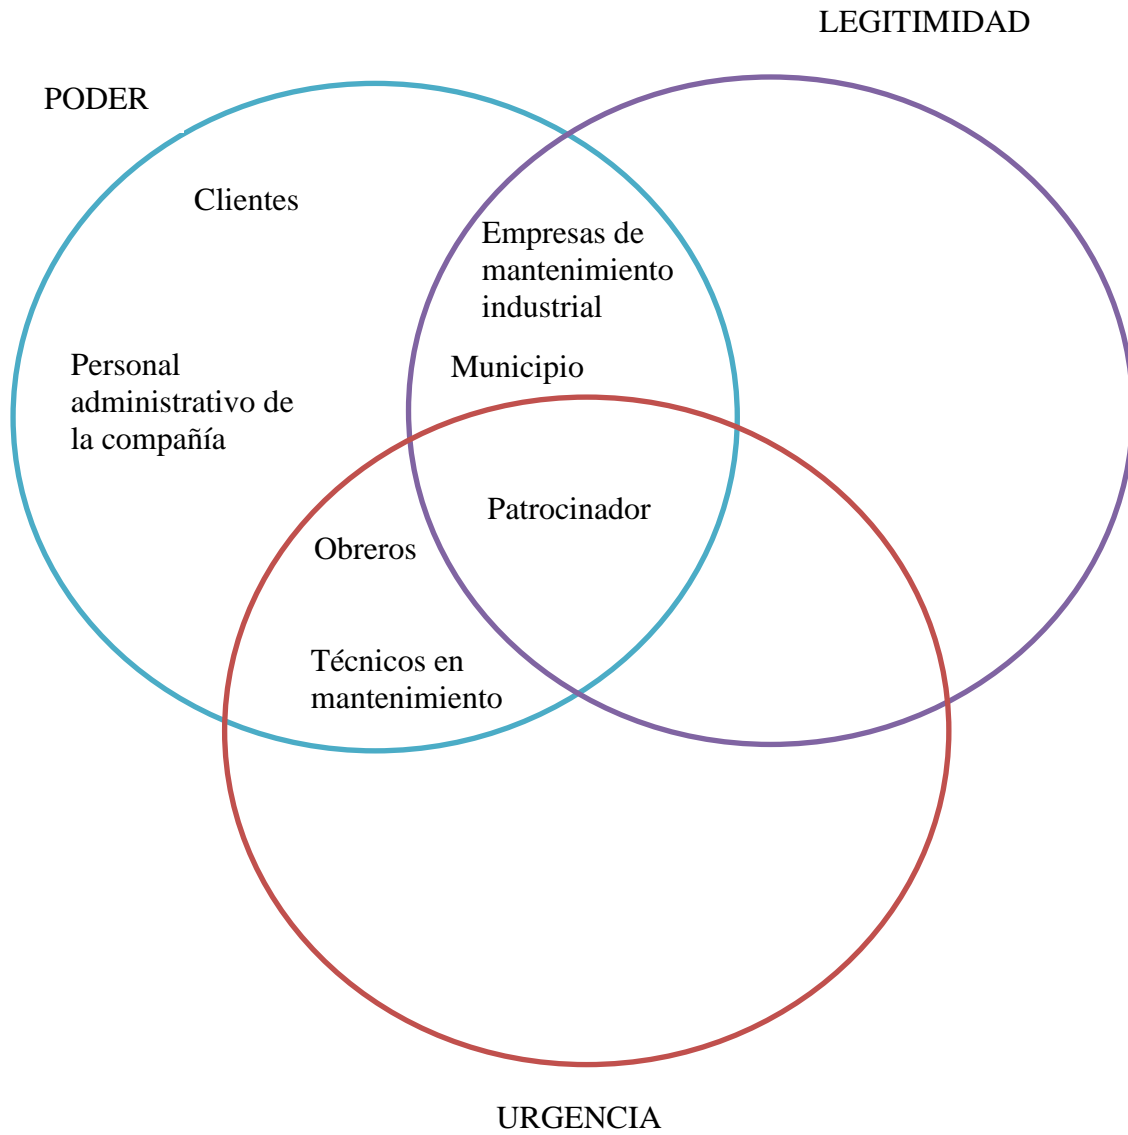 LEGITIMIDAD
PODER
Clientes
Empresas de
mantenimiento
industrial
Personal
administrativo de
la compañía
Municipio
Patrocinador
Obreros
Técnicos en
mantenimiento
URGENCIA